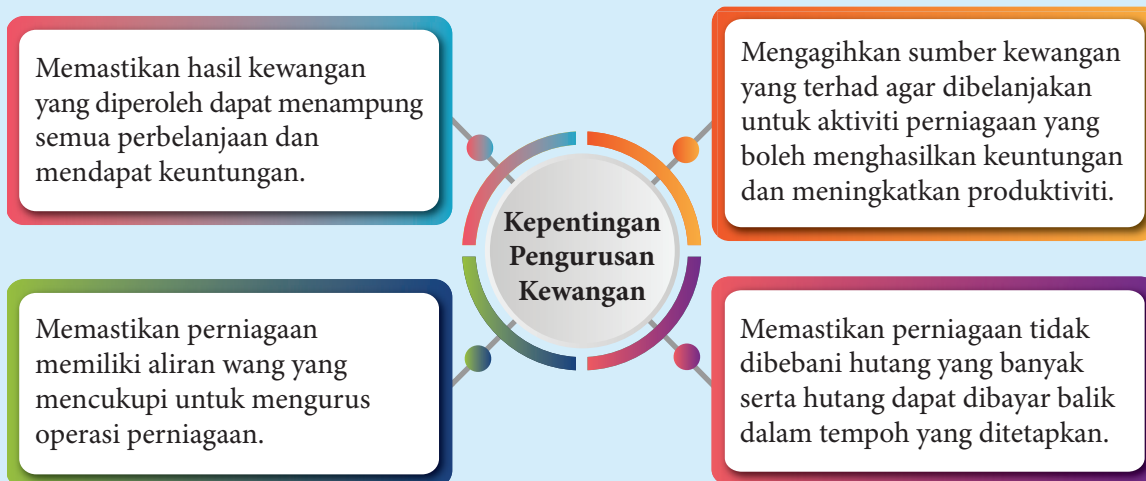 Memastikan hasil kewangan
yang diperoleh dapat menampung
semua perbelanjaan dan
mendapat keuntungan.
Mengagihkan sumber kewangan
yang terhad agar dibelanjakan
untuk aktiviti perniagaan yang
boleh menghasilkan keuntungan
dan meningkatkan produktiviti.
Kepentingan
Pengurusan
Kewangan
Memastikan perniagaan
memiliki aliran wang yang
mencukupi untuk mengurus
operasi perniagaan.
Memastikan perniagaan tidak
dibebani hutang yang banyak
serta hutang dapat dibayar balik
dalam tempoh yang ditetapkan.